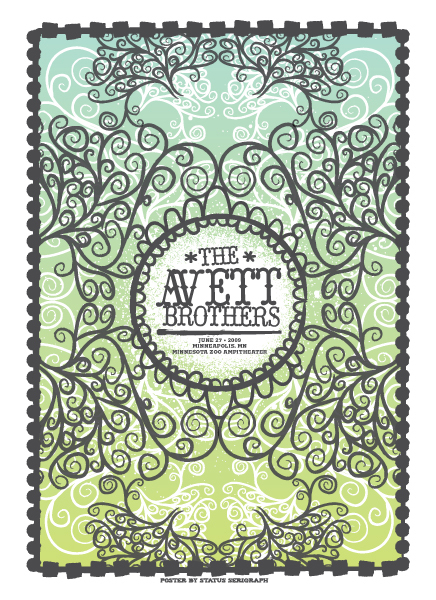 *THE*
AVETT
BROTHERS
JUNE 27 • 2009
MINNEAPOLIS, MN
MINNESOTA ZOO AMPITHEATER
POSTER BY STATUS SERIGRAPH